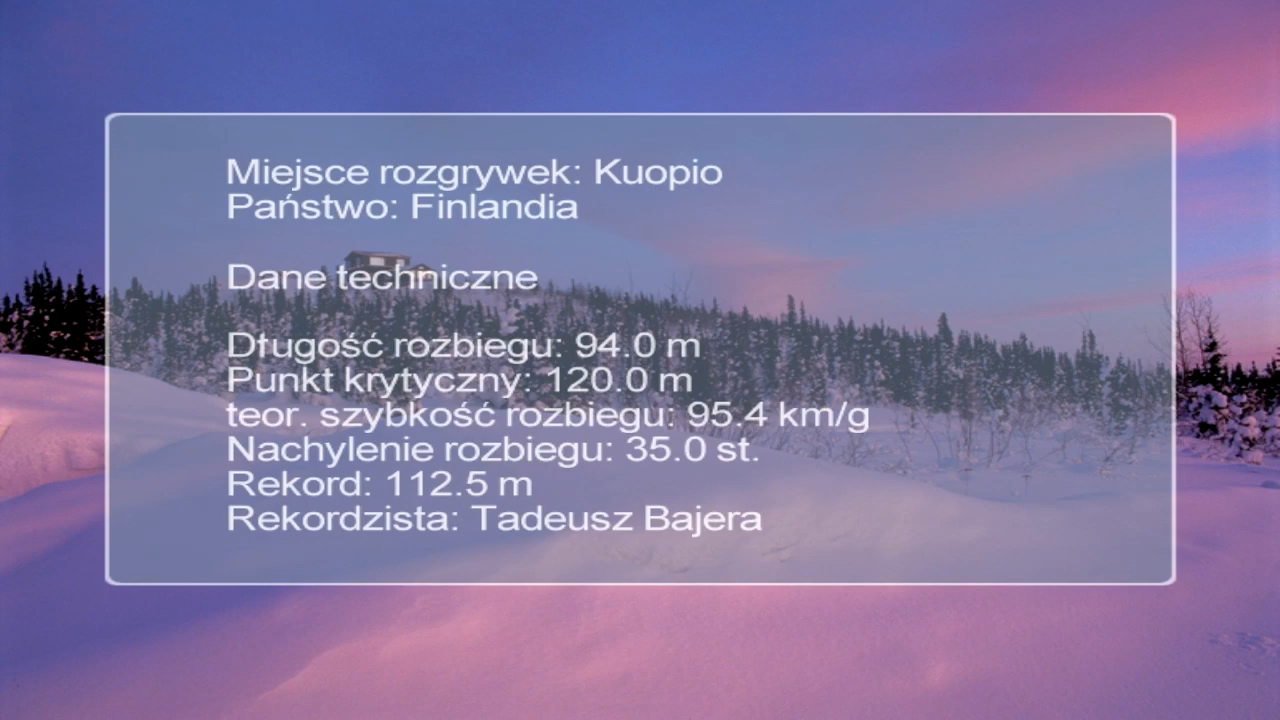 Miejsce rozgrywek: Kuopio
Państwo: Finlandia
Dane techniczne
Długość rozbiegu: 94.0 m
Punkt krytyczny: 120.0 m
teor. szybkość rozbiegu: 95.4 km/g
Nachylenie rozbiegu: 35.0 st.
Rekord: 112.5 m
Rekordzista: Tadeusz Bajera